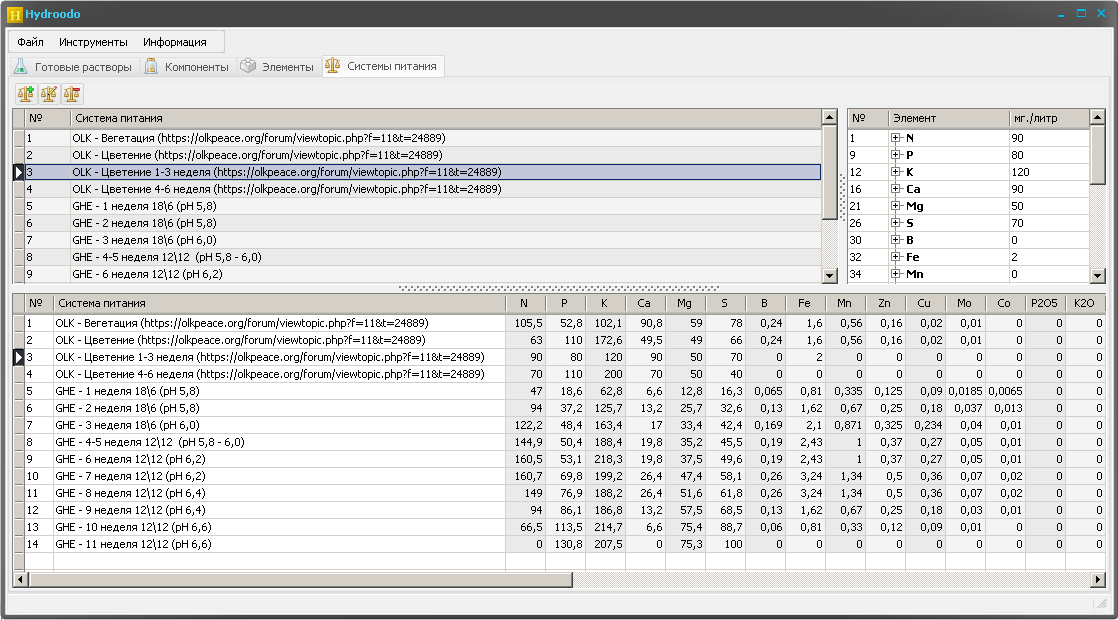 Hydroodo
Файл Инструменты Информация
Готовые растворы Компоненты Элементы Системы питания
№ Система питания
1 OLK - Вегетация (https://olkpeace.org/forum/viewtopic.php?f=11&t=24889)
2 OLK - Цветение (https://olkpeace.org/forum/viewtopic.php?f=11&t=24889)
3 OLK - Цветение 1-3 неделя (https://olkpeace.org/forum/viewtopic.php?f=11&t=24889)
4 OLK - Цветение 4-6 неделя (https://olkpeace.org/forum/viewtopic.php?f=11&t=24889)
5 GHE - 1 неделя 18\6 (pH 5,8)
6 GHE - 2 неделя 18\6 (pH 5,8)
7 GHE - 3 неделя 18\6 (pH 6,0)
8 GHE - 4-5 неделя 12\12 (pH 5,8 - 6,0)
9 GHE - 6 неделя 12\12 (pH 6,2)
№ Элемент мг./литр
1 N 90
9 P 80
12 K 120
16 Ca 90
21 Mg 50
26 S 70
30 B 0
32 Fe 2
34 Mn 0
№ Система питания N P K Ca Mg S B Fe Mn Zn Cu Mo Co P2O5 K2O
1 OLK - Вегетация (https://olkpeace.org/forum/viewtopic.php?f=11&t=24889) 105,5 52,8 102,1 90,8 59 78 0,24 1,6 0,56 0,16 0,02 0,01 0 0 0
2 OLK - Цветение (https://olkpeace.org/forum/viewtopic.php?f=11&t=24889) 63 110 172,6 49,5 49 66 0,24 1,6 0,56 0,16 0,02 0,01 0 0 0
3 OLK - Цветение 1-3 неделя (https://olkpeace.org/forum/viewtopic.php?f=11&t=24889) 90 80 120 90 50 70 0 2 0 0 0 0 0 0 0
4 OLK - Цветение 4-6 неделя (https://olkpeace.org/forum/viewtopic.php?f=11&t=24889) 70 110 200 70 50 40 0 0 0 0 0 0 0 0 0
5 GHE - 1 неделя 18\6 (pH 5,8) 47 18,6 62,8 6,6 12,8 16,3 0,065 0,81 0,335 0,125 0,09 0,0185 0,0065 0 0
6 GHE - 2 неделя 18\6 (pH 5,8) 94 37,2 125,7 13,2 25,7 32,6 0,13 1,62 0,67 0,25 0,18 0,037 0,013 0 0
7 GHE - 3 неделя 18\6 (pH 6,0) 122,2 48,4 163,4 17 33,4 42,4 0,169 2,1 0,871 0,325 0,234 0,04 0,01 0 0
8 GHE - 4-5 неделя 12\12 (pH 5,8 - 6,0) 144,9 50,4 188,4 19,8 35,2 45,5 0,19 2,43 1 0,37 0,27 0,05 0,01 0 0
9 GHE - 6 неделя 12\12 (pH 6,2) 160,5 53,1 218,3 19,8 37,5 49,6 0,19 2,43 1 0,37 0,27 0,05 0,01 0 0
10 GHE - 7 неделя 12\12 (pH 6,2) 160,7 69,8 199,2 26,4 47,4 58,1 0,26 3,24 1,34 0,5 0,36 0,07 0,02 0 0
11 GHE - 8 неделя 12\12 (pH 6,4) 149 76,9 188,2 26,4 51,6 61,8 0,26 3,24 1,34 0,5 0,36 0,07 0,02 0 0
12 GHE - 9 неделя 12\12 (pH 6,4) 94 86,1 186,8 13,2 57,5 68,5 0,13 1,62 0,67 0,25 0,18 0,03 0,01 0 0
13 GHE - 10 неделя 12\12 (pH 6,6) 66,5 113,5 214,7 6,6 75,4 88,7 0,06 0,81 0,33 0,12 0,09 0,01 0 0 0
14 GHE - 11 неделя 12\12 (pH 6,6) 0 130,8 207,5 0 75,3 100 0 0 0 0 0 0 0 0 0